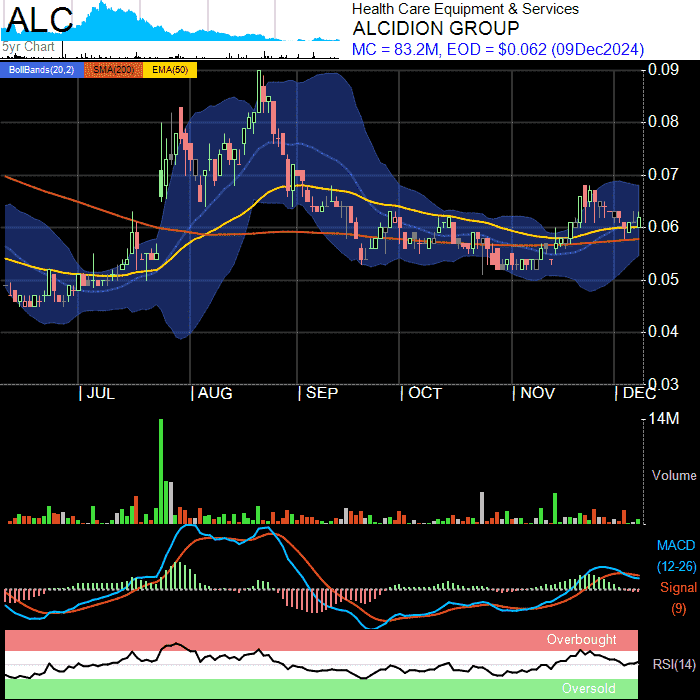 ALC
Health Care Equipment & Services
ALCIDION GROUP
5yr Chart
MC = 83.2M, EOD = $0.062 (09Dec2024)
BollBands(20,2) SMA(200) EMA(50)
0.09
0.08
0.07
0.06
0.05
0.04
0.03
| JUL | AUG | SEP | OCT | NOV | DEC
14M
Volume
MACD
(12-26)
Signal
(9)
Overbought
RSI(14)
Oversold